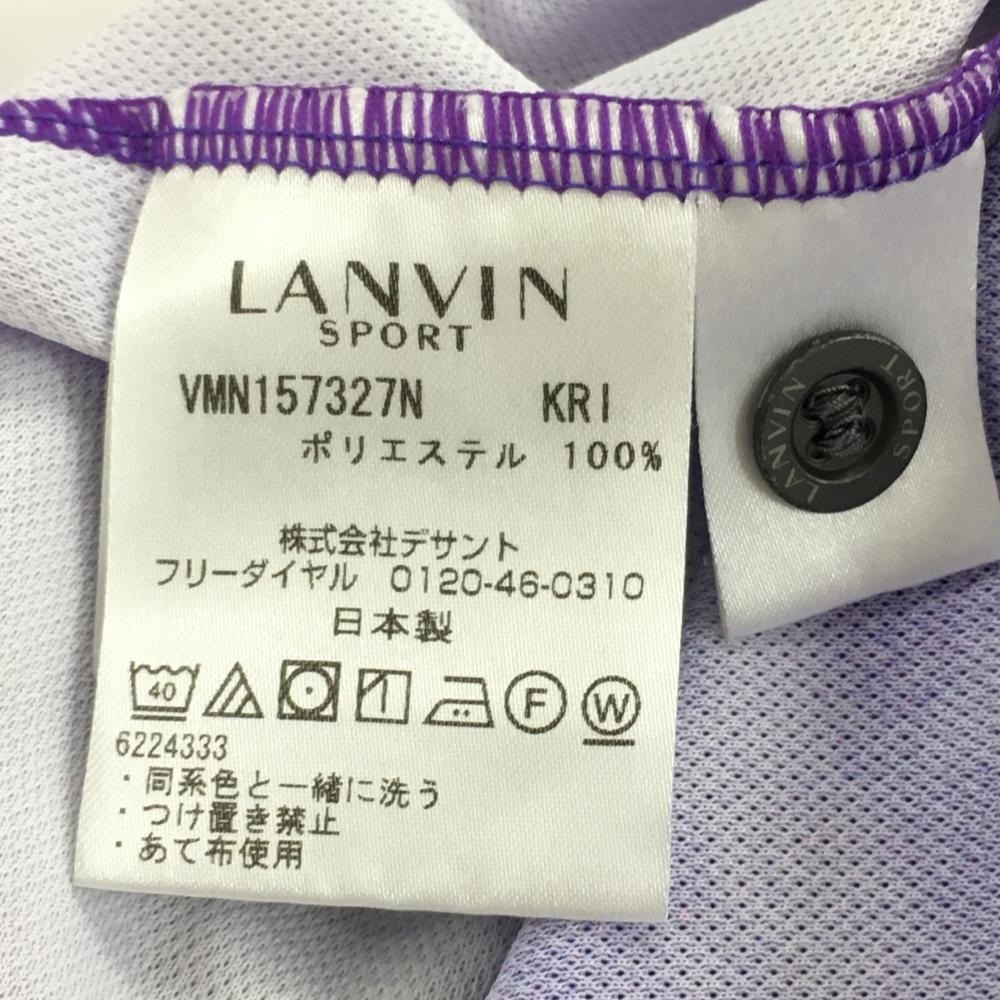 LANVIN
SPORT
VMN157327N KRI
ポリエステル 100%
株式会社デサント
フリーダイヤル 0120-46-0310
日本製
40
F
W
6224333
・同系色と一緒に洗う
・つけ置き禁止
・あて布使用
LANVIN SPORT